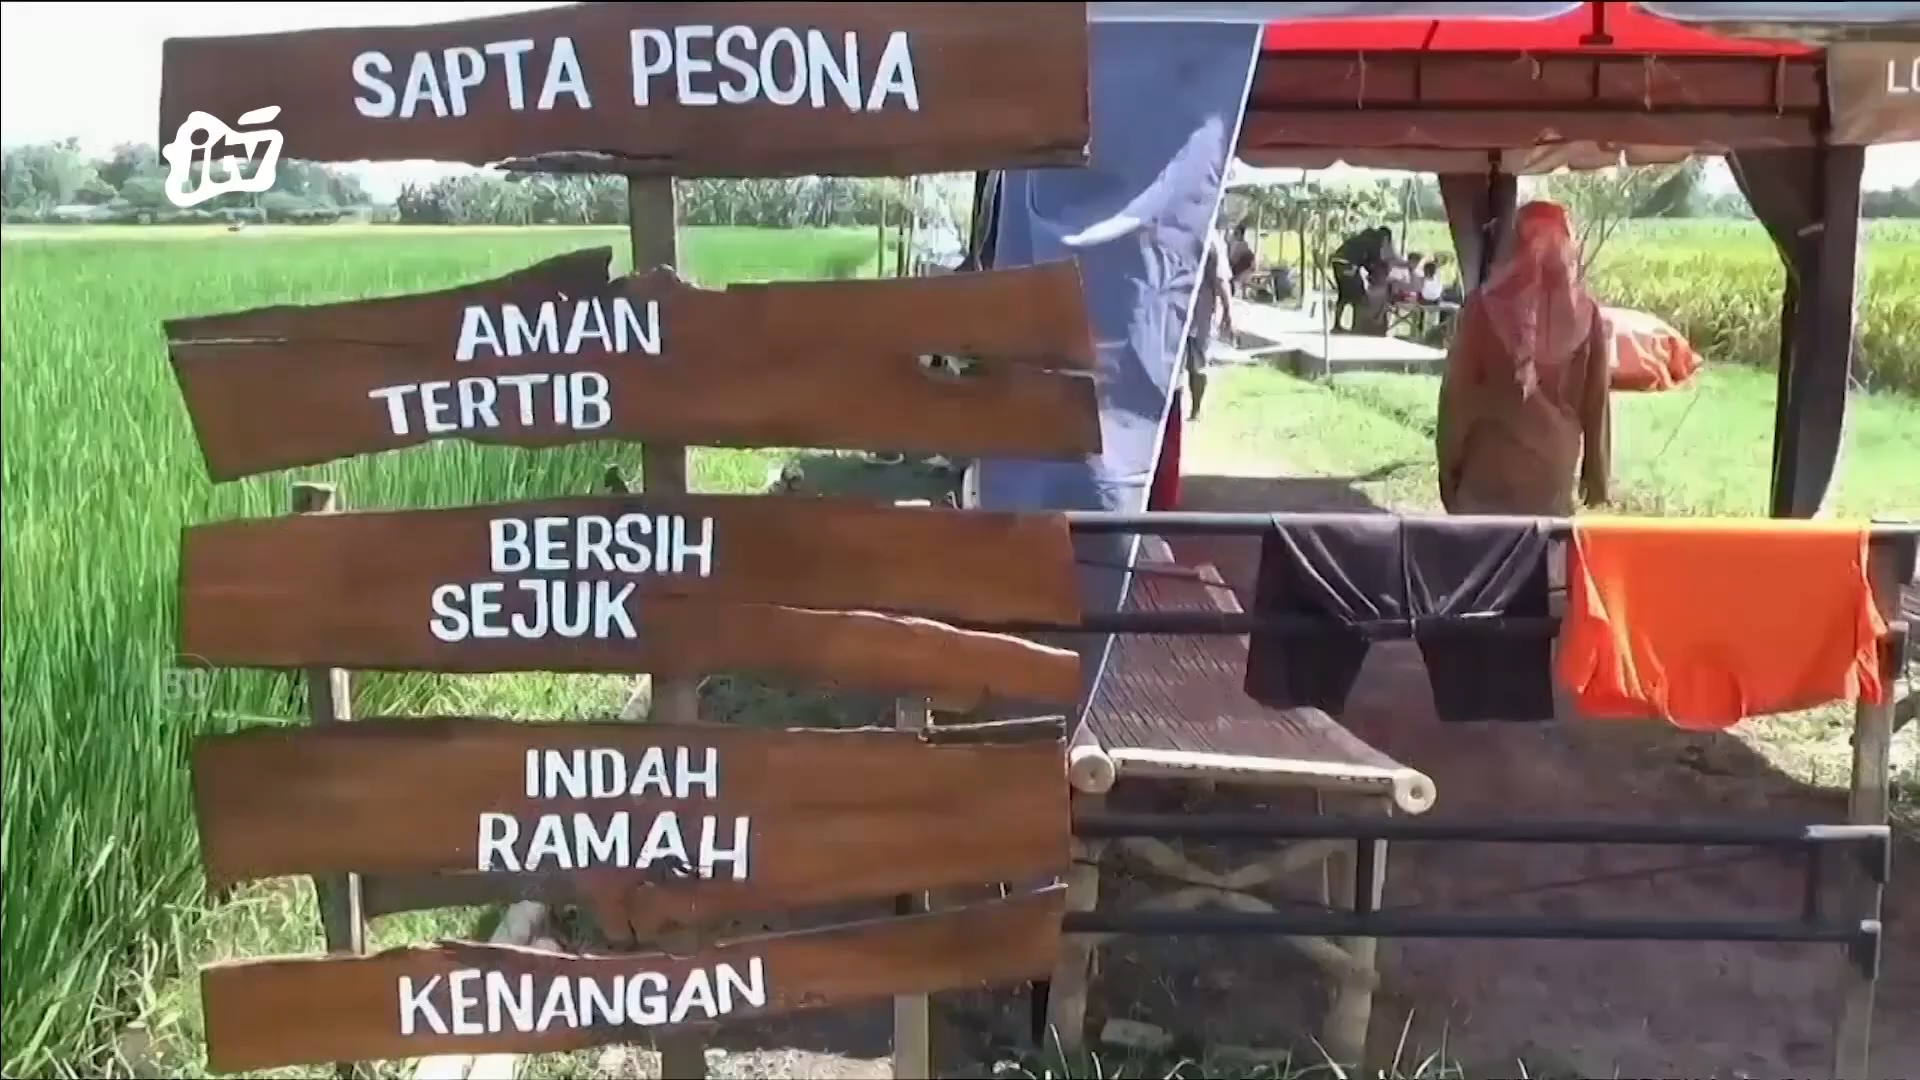 SAPTA PESONA
itv
AMAN
TERTIB
BERSIH
SEJUK
INDAH
RAMAH
KENANGAN